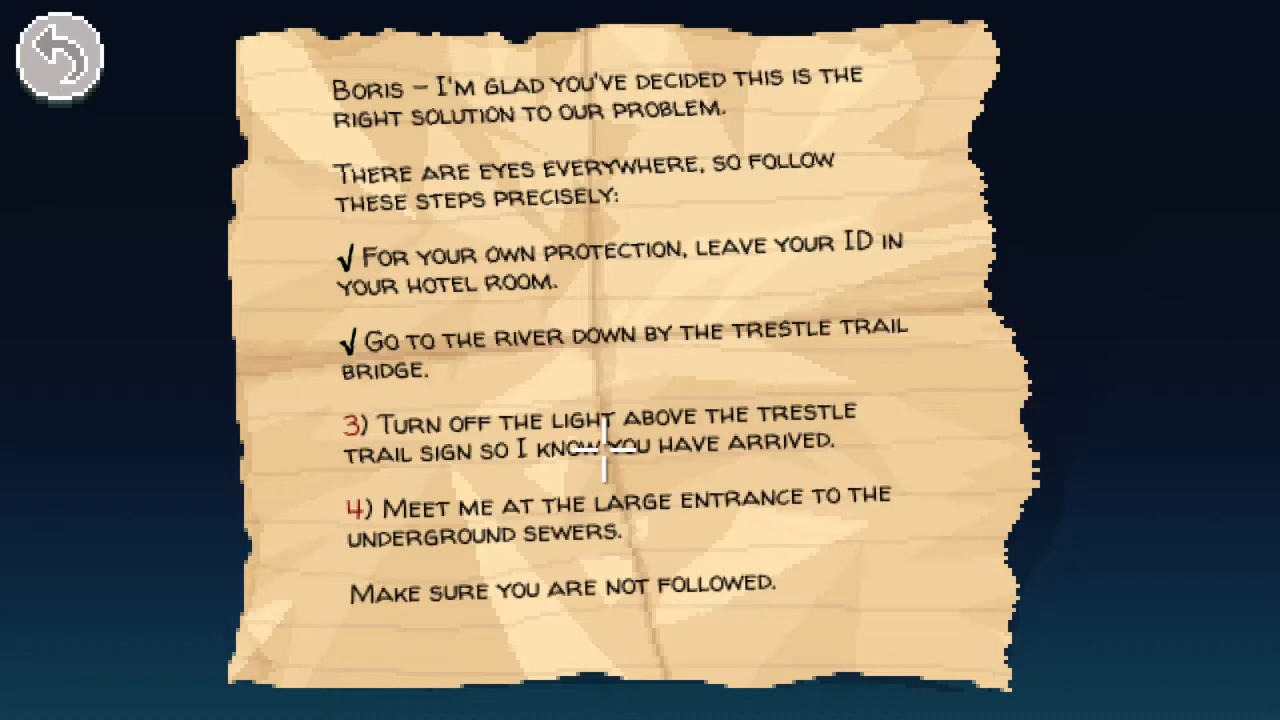 Boris – I'm glad you've decided this is the
right solution to our problem.
There are eyes everywhere, so follow
these steps precisely:
√ For your own protection, leave your ID in
your hotel room.
√ Go to the river down by the trestle trail
bridge.
3) Turn off the light above the trestle
trail sign so I know you have arrived.
4) Meet me at the large entrance to the
underground sewers.
Make sure you are not followed.